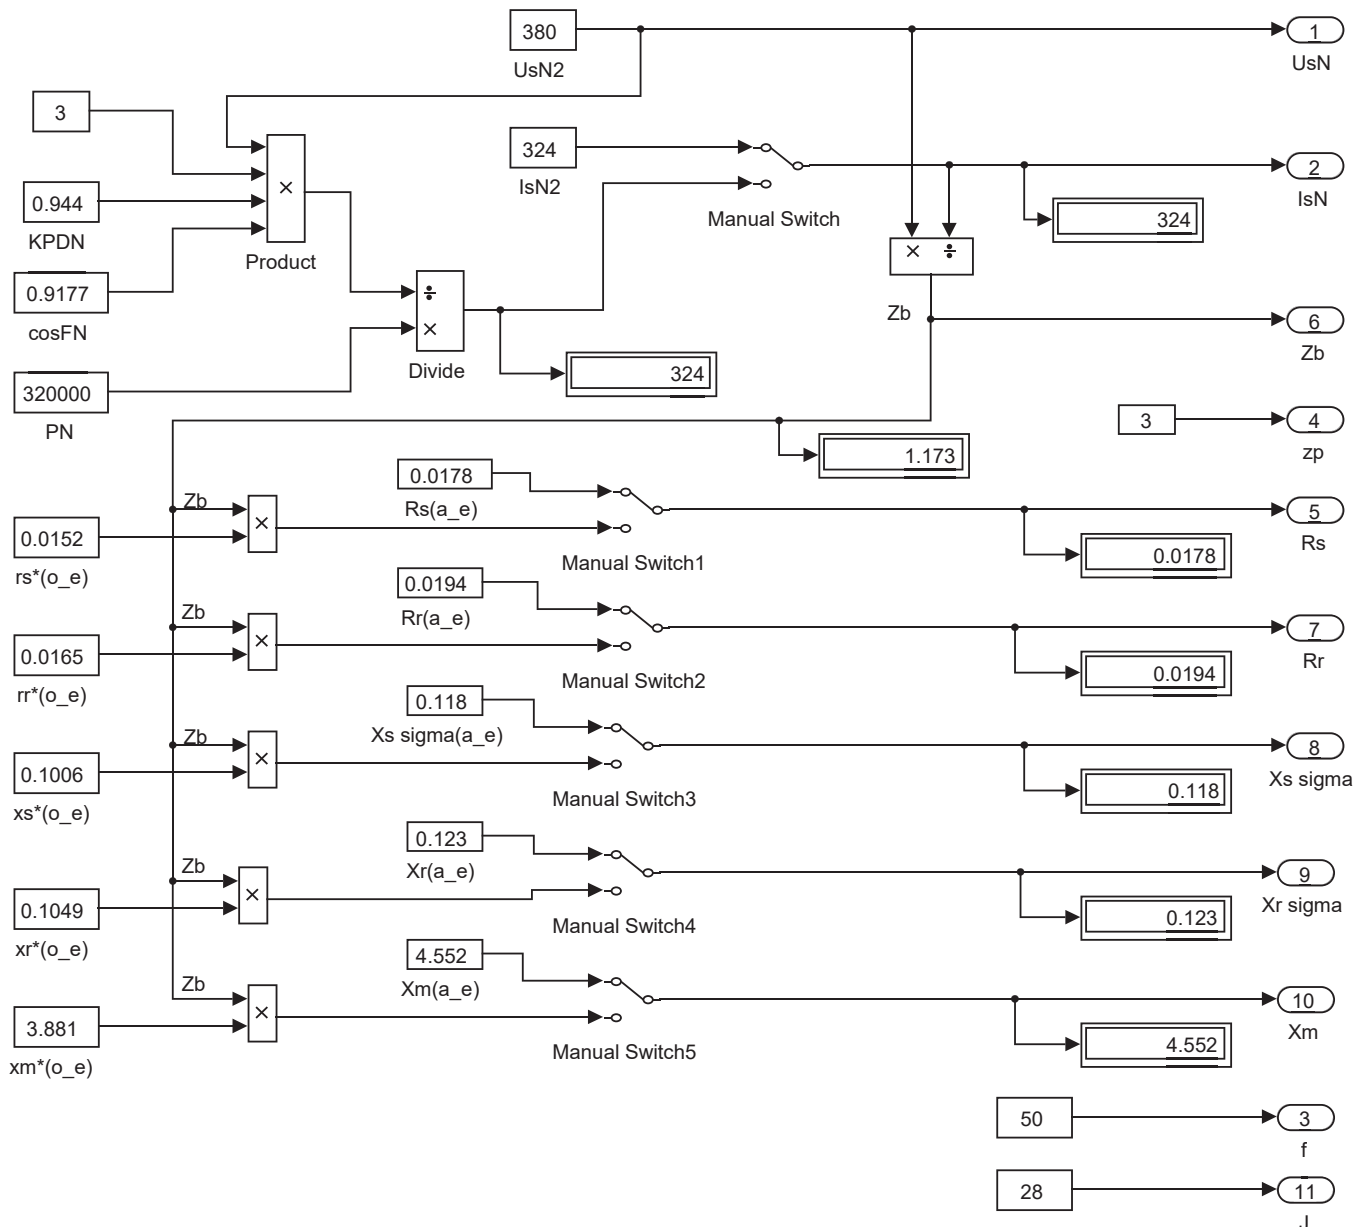 380
UsN2
1
UsN
3
324
IsN2
Manual Switch
2
IsN
324
0.944
KPDN
×
Product
× ÷
Zb
0.9177
cosFN
÷
×
Divide
324
6
Zb
320000
PN
3
4
zp
1.173
0.0178
Rs(a_e)
Zb
×
0.0152
rs*(o_e)
Manual Switch1
5
Rs
0.0178
0.0194
Rr(a_e)
Zb
×
0.0165
rr*(o_e)
Manual Switch2
7
Rr
0.0194
0.118
Xs sigma(a_e)
Zb
×
0.1006
xs*(o_e)
Manual Switch3
8
Xs sigma
0.118
0.123
Xr(a_e)
Zb
×
0.1049
xr*(o_e)
Manual Switch4
9
Xr sigma
0.123
4.552
Xm(a_e)
Zb
×
3.881
xm*(o_e)
Manual Switch5
10
Xm
4.552
50
3
f
28
11
J